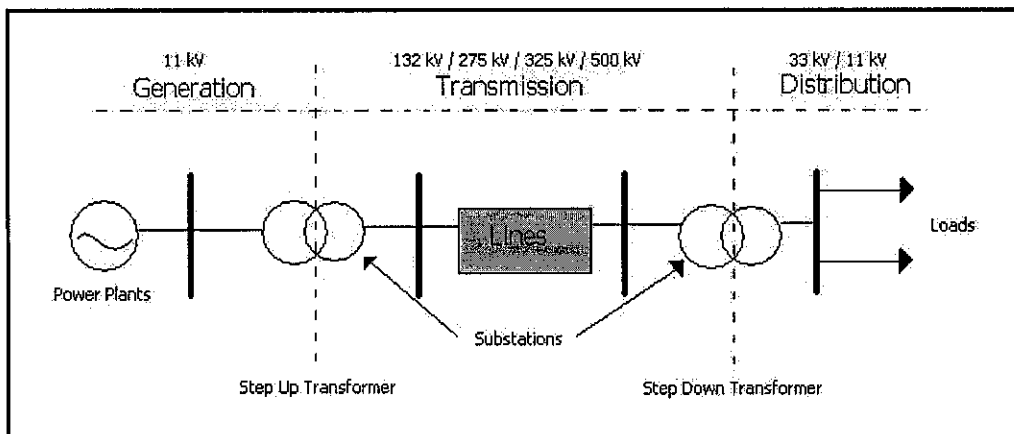 11 kV
132 kV / 275 kV / 325 kV / 500 kV
33 kV / 11 kV
Generation
Transmission
Distribution
Lines
Loads
Power Plants
Substations
Step Up Transformer
Step Down Transformer